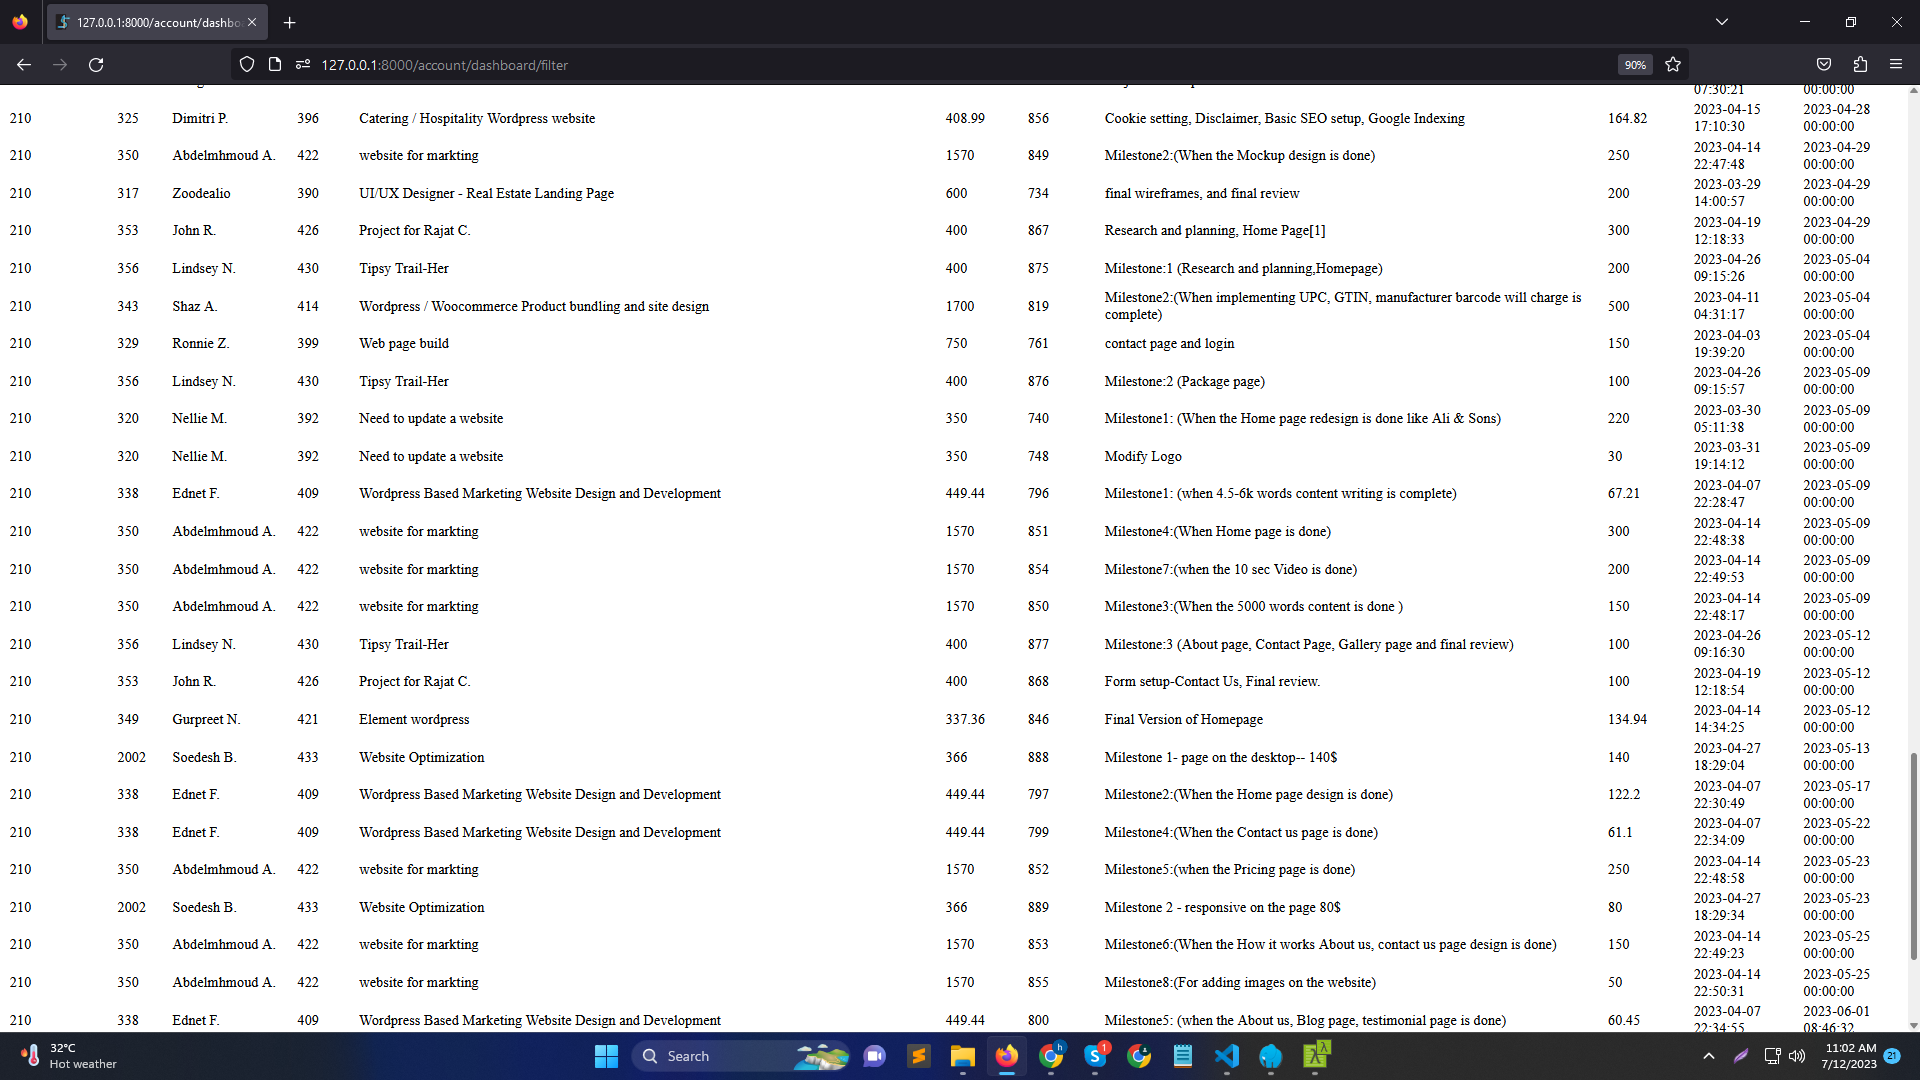 127.0.0.1:8000/account/dashbo
127.0.0.1:8000/account/dashboard/filter
90%
07:30:21 00:00:00
210 325 Dimitri P. 396 Catering / Hospitality Wordpress website 408.99 856 Cookie setting, Disclaimer, Basic SEO setup, Google Indexing 164.82 2023-04-15 17:10:30 2023-04-28 00:00:00
210 350 Abdelmhmoud A. 422 website for markting 1570 849 Milestone2:(When the Mockup design is done) 250 2023-04-14 22:47:48 2023-04-29 00:00:00
210 317 Zoodealio 390 UI/UX Designer - Real Estate Landing Page 600 734 final wireframes, and final review 200 2023-03-29 14:00:57 2023-04-29 00:00:00
210 353 John R. 426 Project for Rajat C. 400 867 Research and planning, Home Page[1] 300 2023-04-19 12:18:33 2023-04-29 00:00:00
210 356 Lindsey N. 430 Tipsy Trail-Her 400 875 Milestone:1 (Research and planning,Homepage) 200 2023-04-26 09:15:26 2023-05-04 00:00:00
210 343 Shaz A. 414 Wordpress / Woocommerce Product bundling and site design 1700 819 Milestone2:(When implementing UPC, GTIN, manufacturer barcode will charge is complete) 500 2023-04-11 04:31:17 2023-05-04 00:00:00
210 329 Ronnie Z. 399 Web page build 750 761 contact page and login 150 2023-04-03 19:39:20 2023-05-04 00:00:00
210 356 Lindsey N. 430 Tipsy Trail-Her 400 876 Milestone:2 (Package page) 100 2023-04-26 09:15:57 2023-05-09 00:00:00
210 320 Nellie M. 392 Need to update a website 350 740 Milestone1: (When the Home page redesign is done like Ali & Sons) 220 2023-03-30 05:11:38 2023-05-09 00:00:00
210 320 Nellie M. 392 Need to update a website 350 748 Modify Logo 30 2023-03-31 19:14:12 2023-05-09 00:00:00
210 338 Ednet F. 409 Wordpress Based Marketing Website Design and Development 449.44 796 Milestone1: (when 4.5-6k words content writing is complete) 67.21 2023-04-07 22:28:47 2023-05-09 00:00:00
210 350 Abdelmhmoud A. 422 website for markting 1570 851 Milestone4:(When Home page is done) 300 2023-04-14 22:48:38 2023-05-09 00:00:00
210 350 Abdelmhmoud A. 422 website for markting 1570 854 Milestone7:(when the 10 sec Video is done) 200 2023-04-14 22:49:53 2023-05-09 00:00:00
210 350 Abdelmhmoud A. 422 website for markting 1570 850 Milestone3:(When the 5000 words content is done ) 150 2023-04-14 22:48:17 2023-05-09 00:00:00
210 356 Lindsey N. 430 Tipsy Trail-Her 400 877 Milestone:3 (About page, Contact Page, Gallery page and final review) 100 2023-04-26 09:16:30 2023-05-12 00:00:00
210 353 John R. 426 Project for Rajat C. 400 868 Form setup-Contact Us, Final review. 100 2023-04-19 12:18:54 2023-05-12 00:00:00
210 349 Gurpreet N. 421 Element wordpress 337.36 846 Final Version of Homepage 134.94 2023-04-14 14:34:25 2023-05-12 00:00:00
210 2002 Soedesh B. 433 Website Optimization 366 888 Milestone 1- page on the desktop-- 140$ 140 2023-04-27 18:29:04 2023-05-13 00:00:00
210 338 Ednet F. 409 Wordpress Based Marketing Website Design and Development 449.44 797 Milestone2:(When the Home page design is done) 122.2 2023-04-07 22:30:49 2023-05-17 00:00:00
210 338 Ednet F. 409 Wordpress Based Marketing Website Design and Development 449.44 799 Milestone4:(When the Contact us page is done) 61.1 2023-04-07 22:34:09 2023-05-22 00:00:00
210 350 Abdelmhmoud A. 422 website for markting 1570 852 Milestone5:(when the Pricing page is done) 250 2023-04-14 22:48:58 2023-05-23 00:00:00
210 2002 Soedesh B. 433 Website Optimization 366 889 Milestone 2 - responsive on the page 80$ 80 2023-04-27 18:29:34 2023-05-23 00:00:00
210 350 Abdelmhmoud A. 422 website for markting 1570 853 Milestone6:(When the How it works About us, contact us page design is done) 150 2023-04-14 22:49:23 2023-05-25 00:00:00
210 350 Abdelmhmoud A. 422 website for markting 1570 855 Milestone8:(For adding images on the website) 50 2023-04-14 22:50:31 2023-05-25 00:00:00
210 338 Ednet F. 409 Wordpress Based Marketing Website Design and Development 449.44 800 Milestone5: (when the About us, Blog page, testimonial page is done) 60.45 2023-04-07 22:34:55 2023-06-01 08:46:32
32°C
Hot weather
Search
h
1
11:02 AM
7/12/2023
21